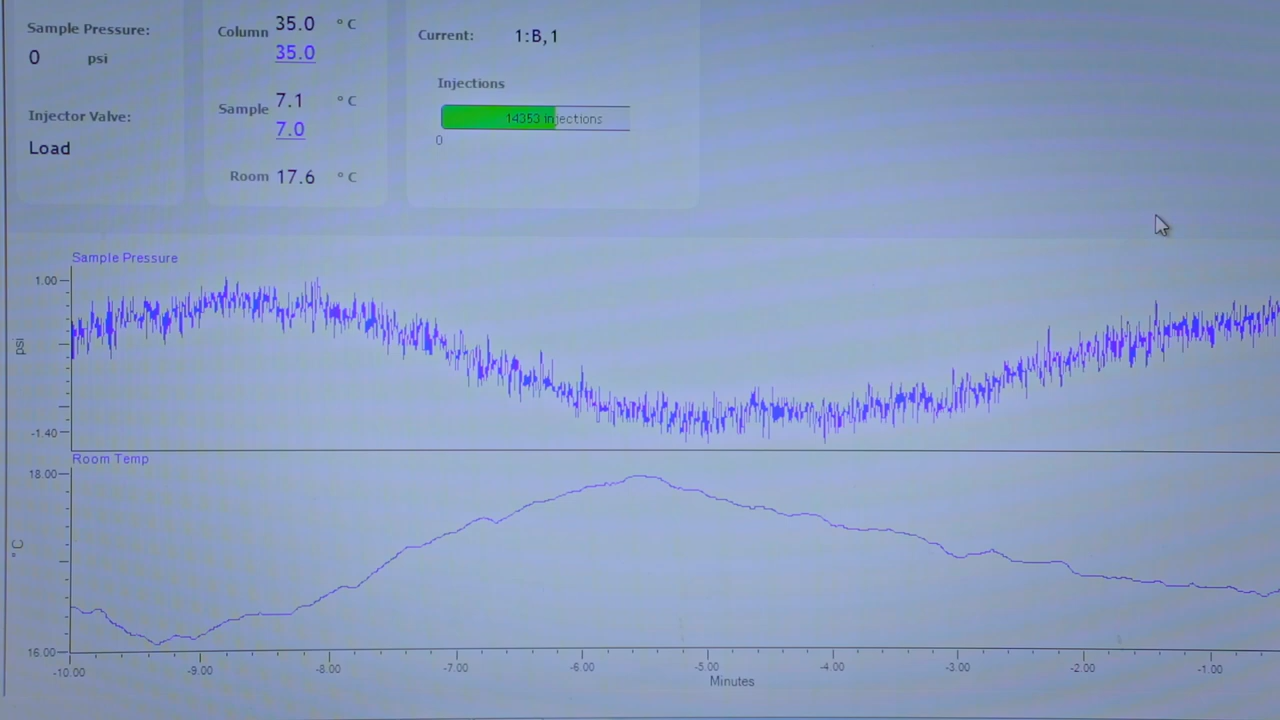 Sample Pressure:
0 psi
Injector Valve:
Load
Column 35.0 °C
35.0
Sample 7.1 °C
7.0
Room 17.6 °C
Current: 1:B,1
Injections
14353 injections
0
Sample Pressure
1.00
psi
-1.40
Room Temp
18.00
°C
16.00
-10.00 -9.00 -8.00 -7.00 -6.00 -5.00 -4.00 -3.00 -2.00 -1.00
Minutes